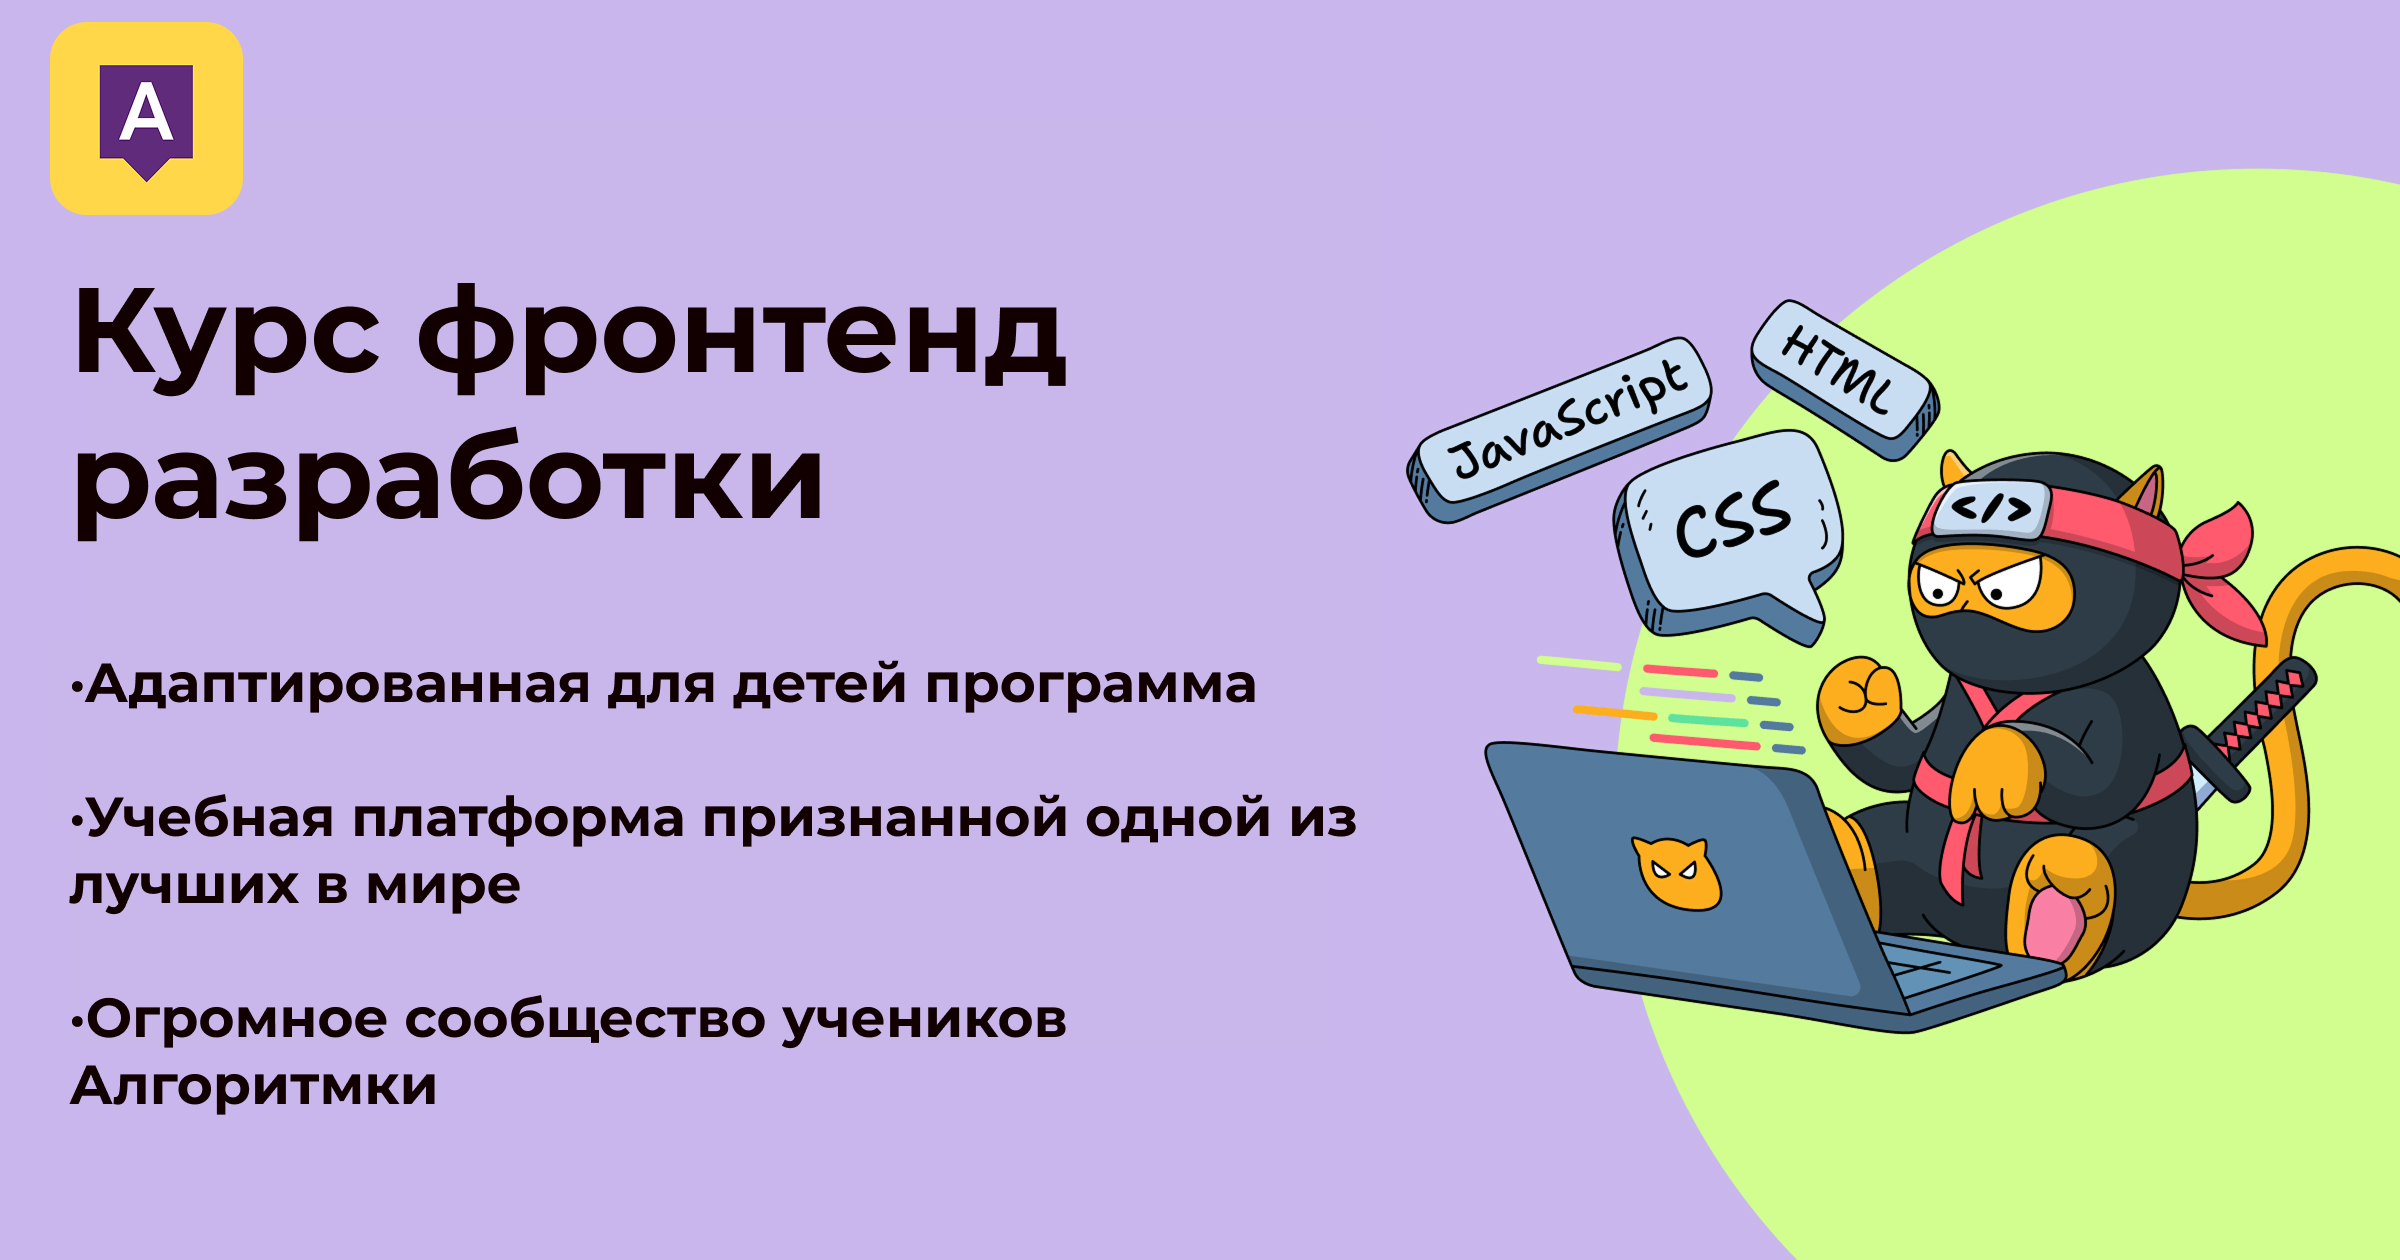 A
Курс фронтенд
разработки
•Адаптированная для детей программа
•Учебная платформа признанной одной из
лучших в мире
•Огромное сообщество учеников
Алгоритмки
JavaScript
HTML
CSS
</>